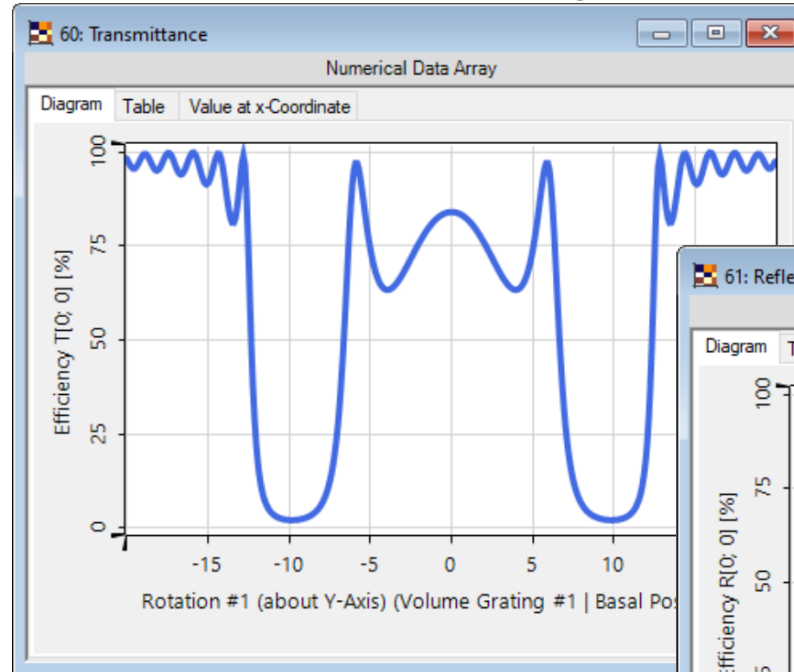 60: Transmittance
Numerical Data Array
Diagram Table Value at x-Coordinate
100
75
50
25
0
Efficiency T[0; 0] [%]
-15 -10 -5 0 5 10
Rotation #1 (about Y-Axis) (Volume Grating #1 | Basal Pos
61: Refle
Diagram T
100
75
50
Efficiency R[0; 0] [%]